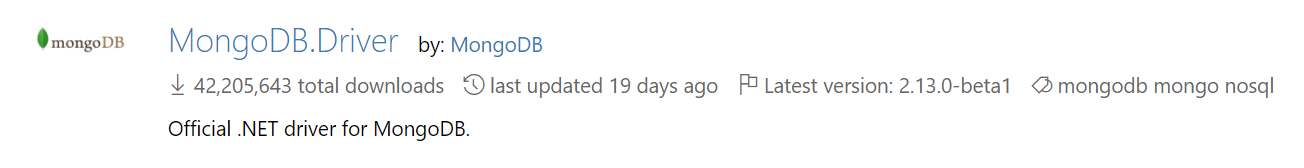 mongoDB MongoDB.Driver by: MongoDB
42,205,643 total downloads last updated 19 days ago Latest version: 2.13.0-beta1 mongodb mongo nosql
Official .NET driver for MongoDB.